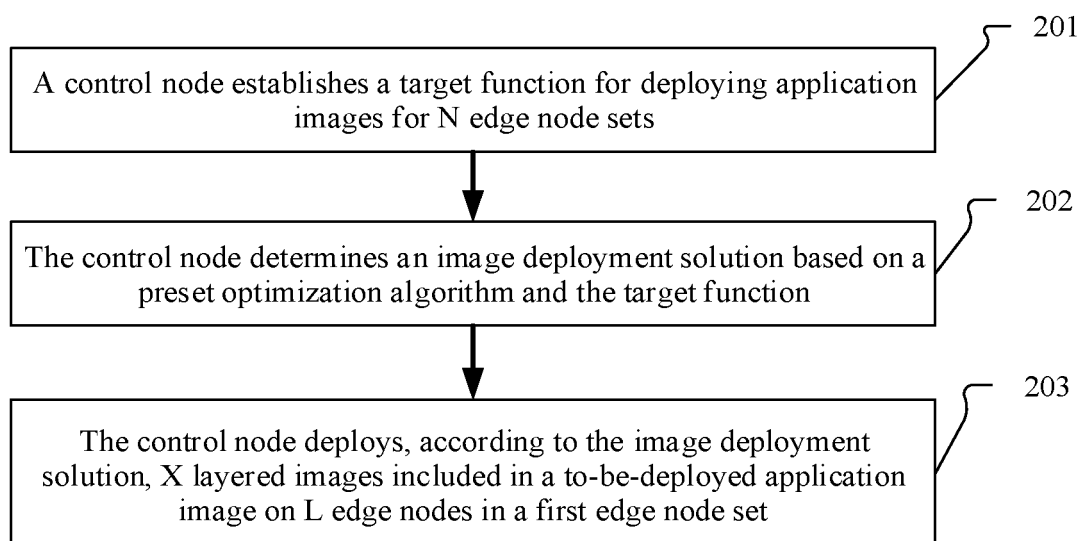 201
A control node establishes a target function for deploying application
images for N edge node sets
202
The control node determines an image deployment solution based on a
preset optimization algorithm and the target function
203
The control node deploys, according to the image deployment
solution, X layered images included in a to-be-deployed application
image on L edge nodes in a first edge node set